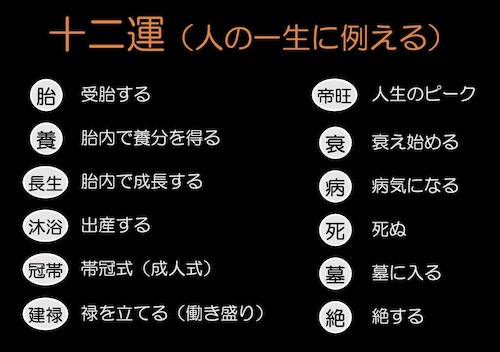 十二運（人の一生に例える）
胎 受胎する
養 胎内で養分を得る
長生 胎内で成長する
沐浴 出産する
冠帯 帯冠式（成人式）
建禄 禄を立てる（働き盛り）
帝旺 人生のピーク
衰 衰え始める
病 病気になる
死 死ぬ
墓 墓に入る
絶 絶する